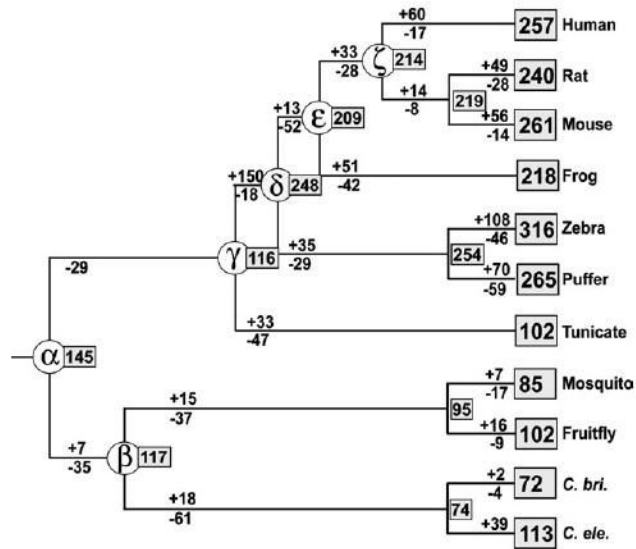 +60
-17
257 Human
+33
-28
ζ 214
+49
-28
240 Rat
+14
-8
219
+13
-52
ε 209
+56
-14
261 Mouse
+150
-18
δ 248
+51
-42
218 Frog
+108
-46
316 Zebra
γ 116
+35
-29
254
-29
+70
-59
265 Puffer
+33
-47
102 Tunicate
α 145
+7
-17
85 Mosquito
+15
-37
95
+16
-9
102 Fruitfly
+7
-35
β 117
+2
-4
72 C. bri.
+18
-61
74
+39
113 C. ele.